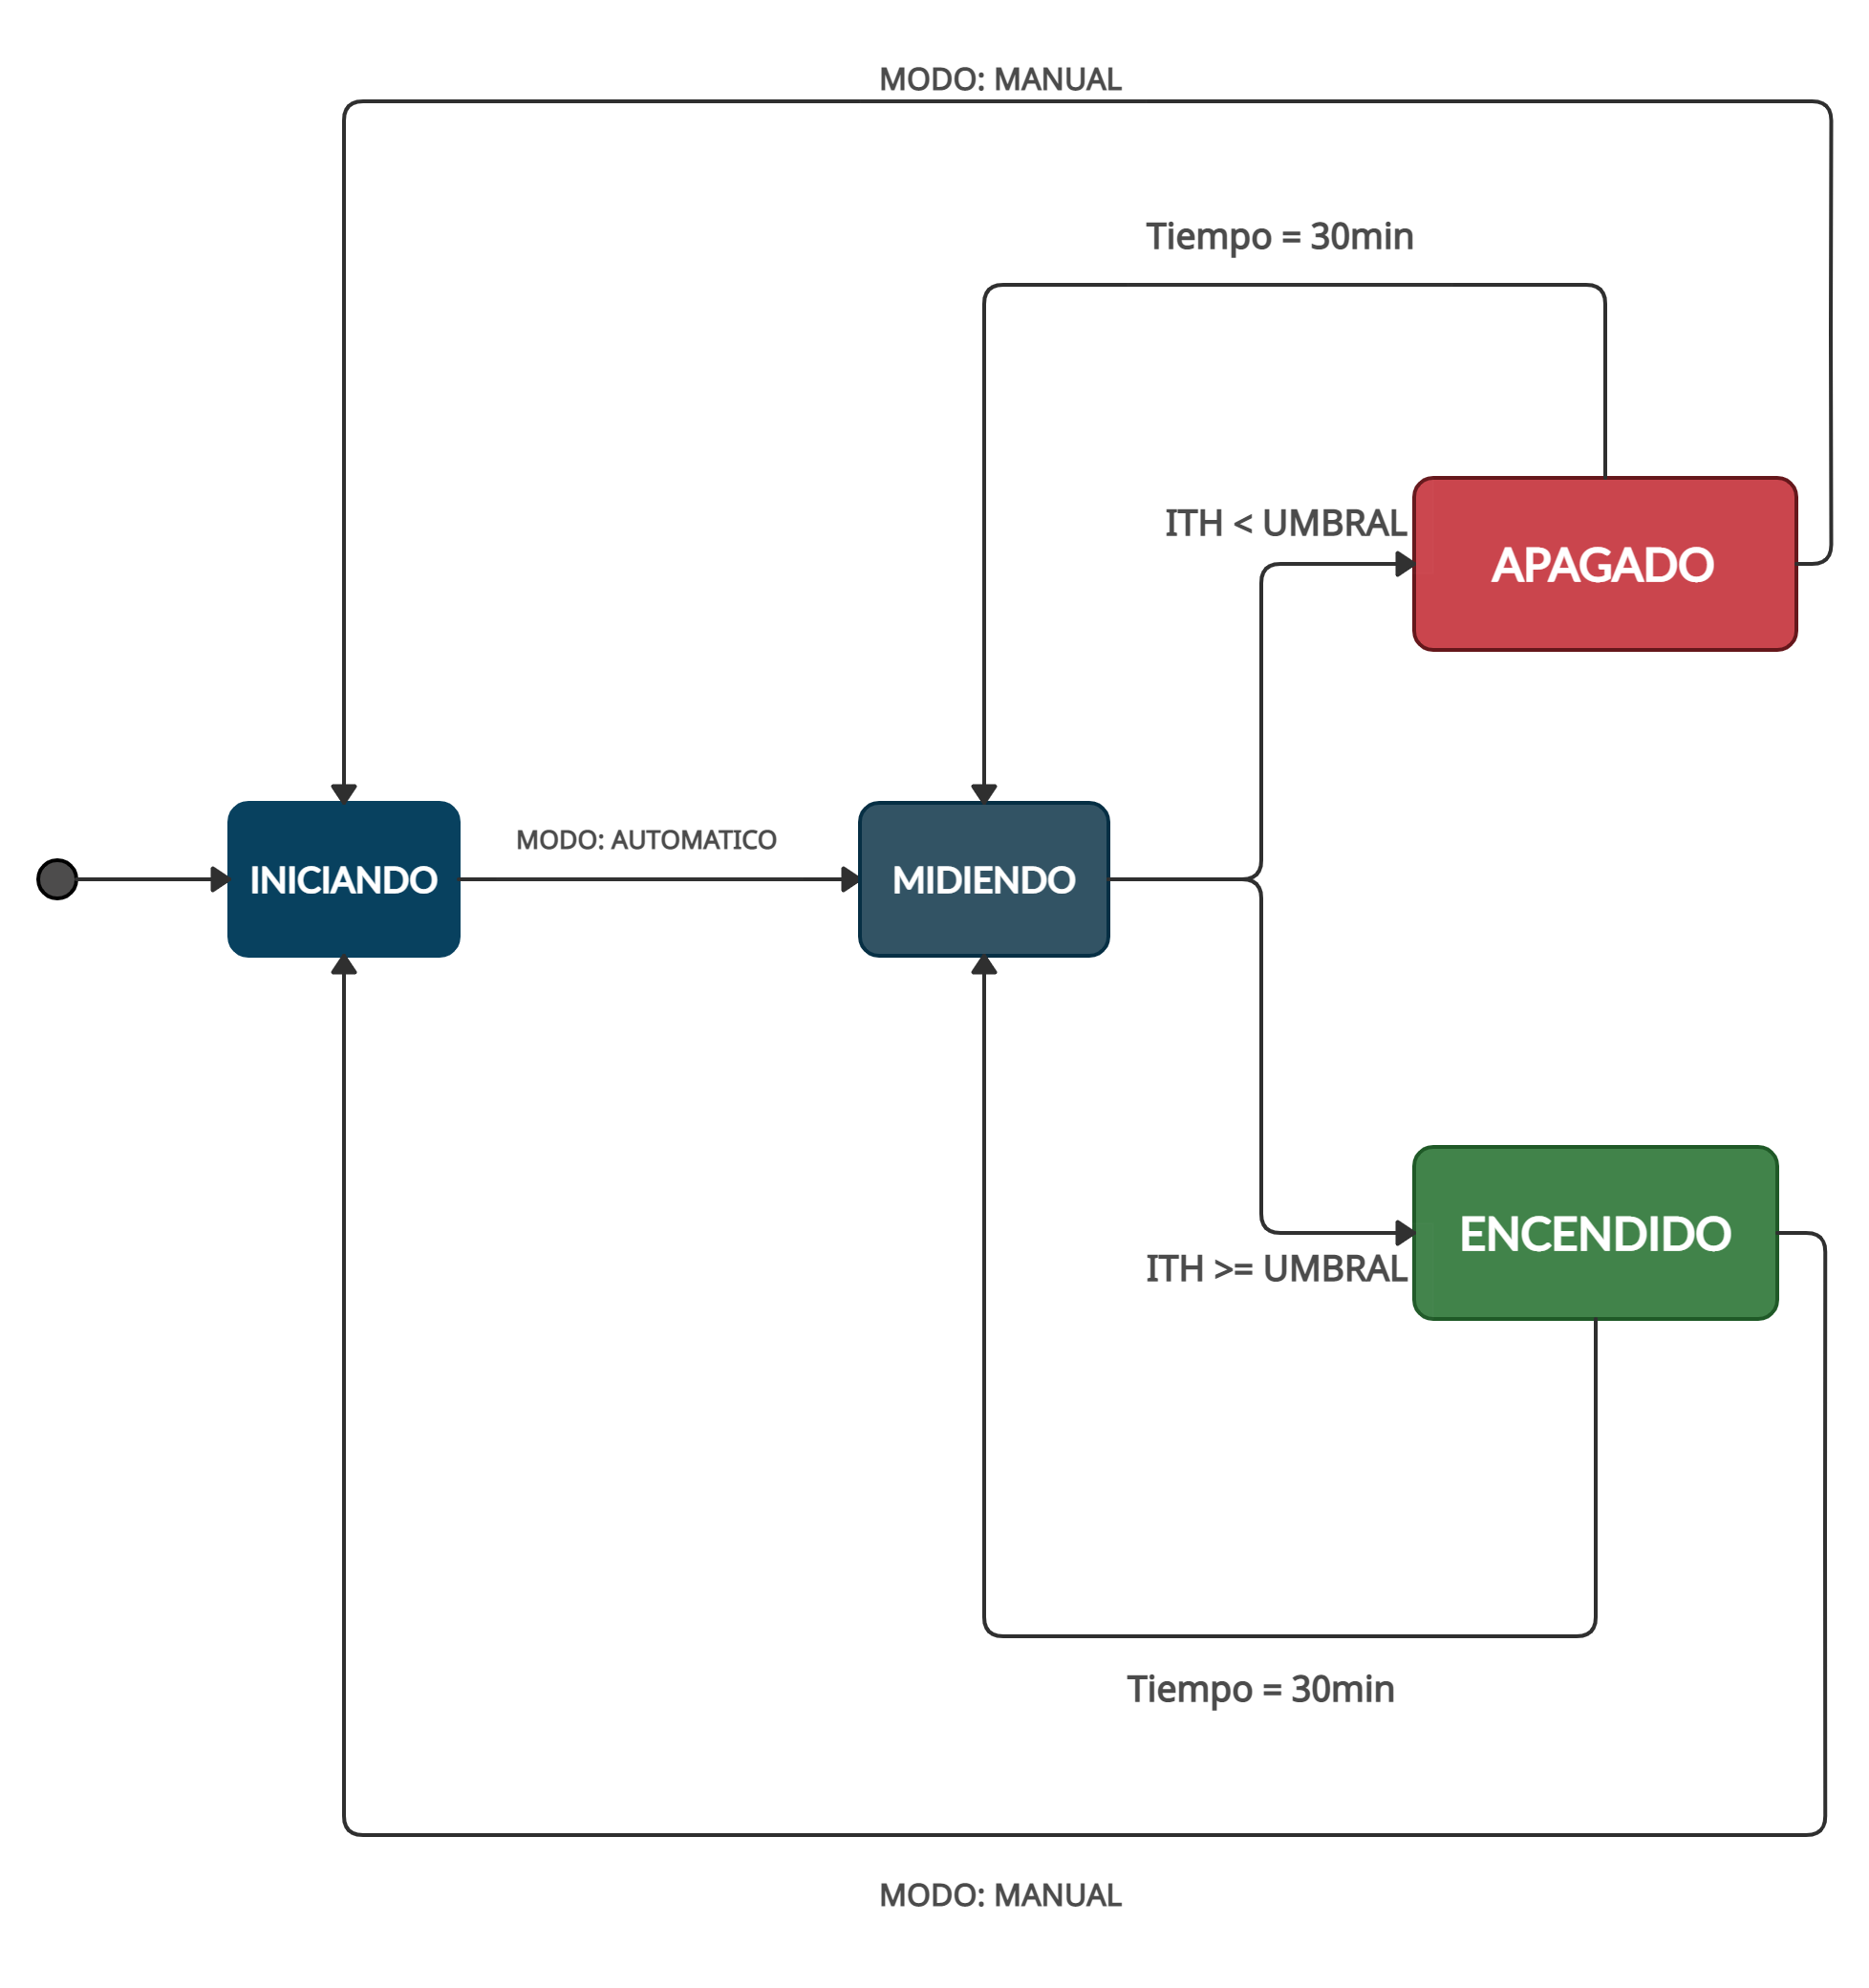 MODO: MANUAL
Tiempo = 30min
ITH < UMBRAL
APAGADO
MODO: AUTOMATICO
INICIANDO
MIDIENDO
ENCENDIDO
ITH >= UMBRAL
Tiempo = 30min
MODO: MANUAL